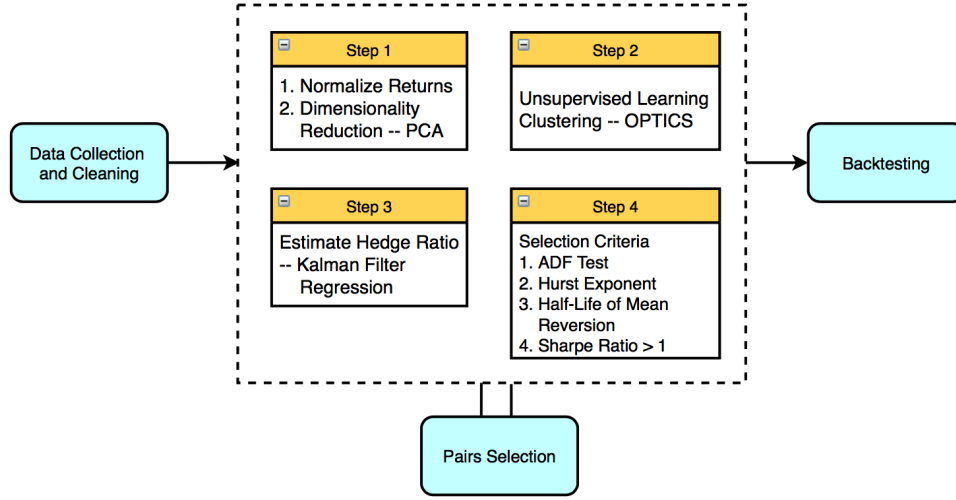 Step 1
1. Normalize Returns
2. Dimensionality
Reduction -- PCA
Step 2
Unsupervised Learning
Clustering -- OPTICS
Data Collection
and Cleaning
Backtesting
Step 3
Estimate Hedge Ratio
-- Kalman Filter
Regression
Step 4
Selection Criteria
1. ADF Test
2. Hurst Exponent
3. Half-Life of Mean
Reversion
4. Sharpe Ratio > 1
Pairs Selection